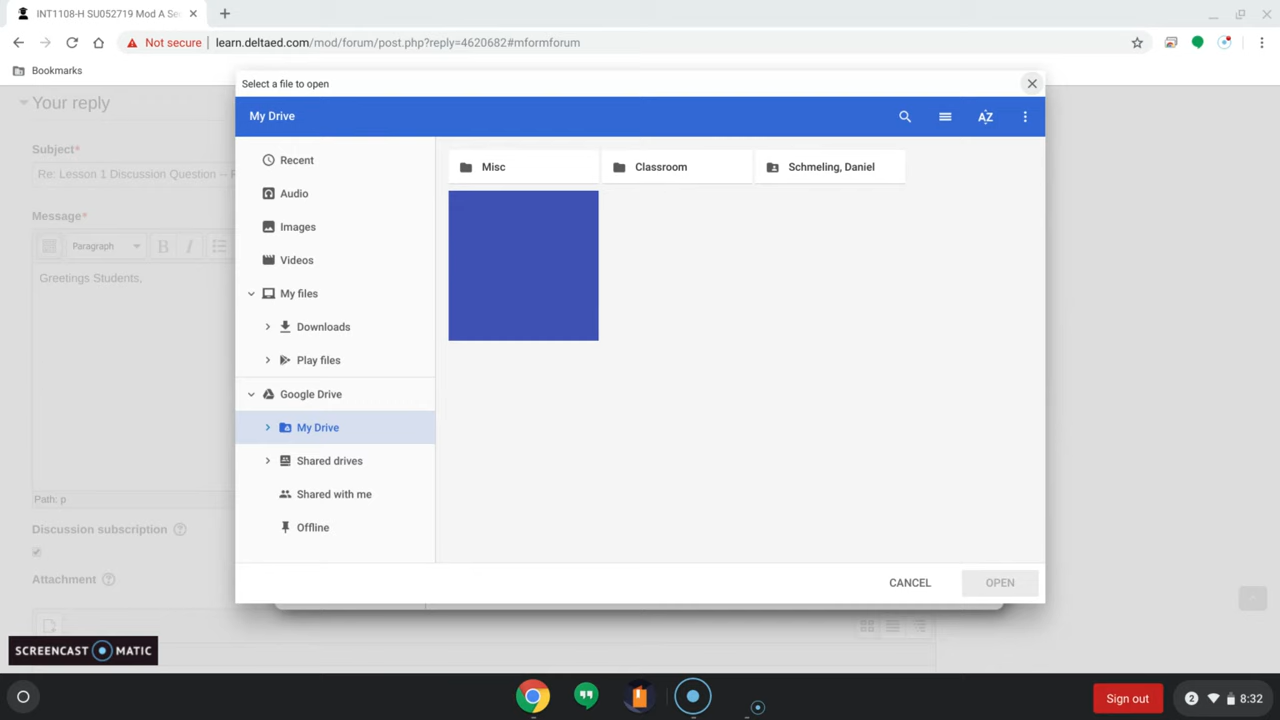 INT1108-H SU052719 Mod A Se
Not secure
learn.deltaed.com/mod/forum/post.php?reply=4620682#mformforum
Bookmarks
Your reply
Subject*
Re: Lesson 1 Discussion Question --
Message*
Paragraph
B I
Greetings Students,
Path: p
Discussion subscription
Attachment
Select a file to open
My Drive
AZ
Recent
Audio
Images
Videos
My files
Downloads
Play files
Google Drive
My Drive
Shared drives
Shared with me
Offline
Misc
Classroom
Schmeling, Daniel
CANCEL
OPEN
SCREENCAST MATIC
Sign out
2
8:32